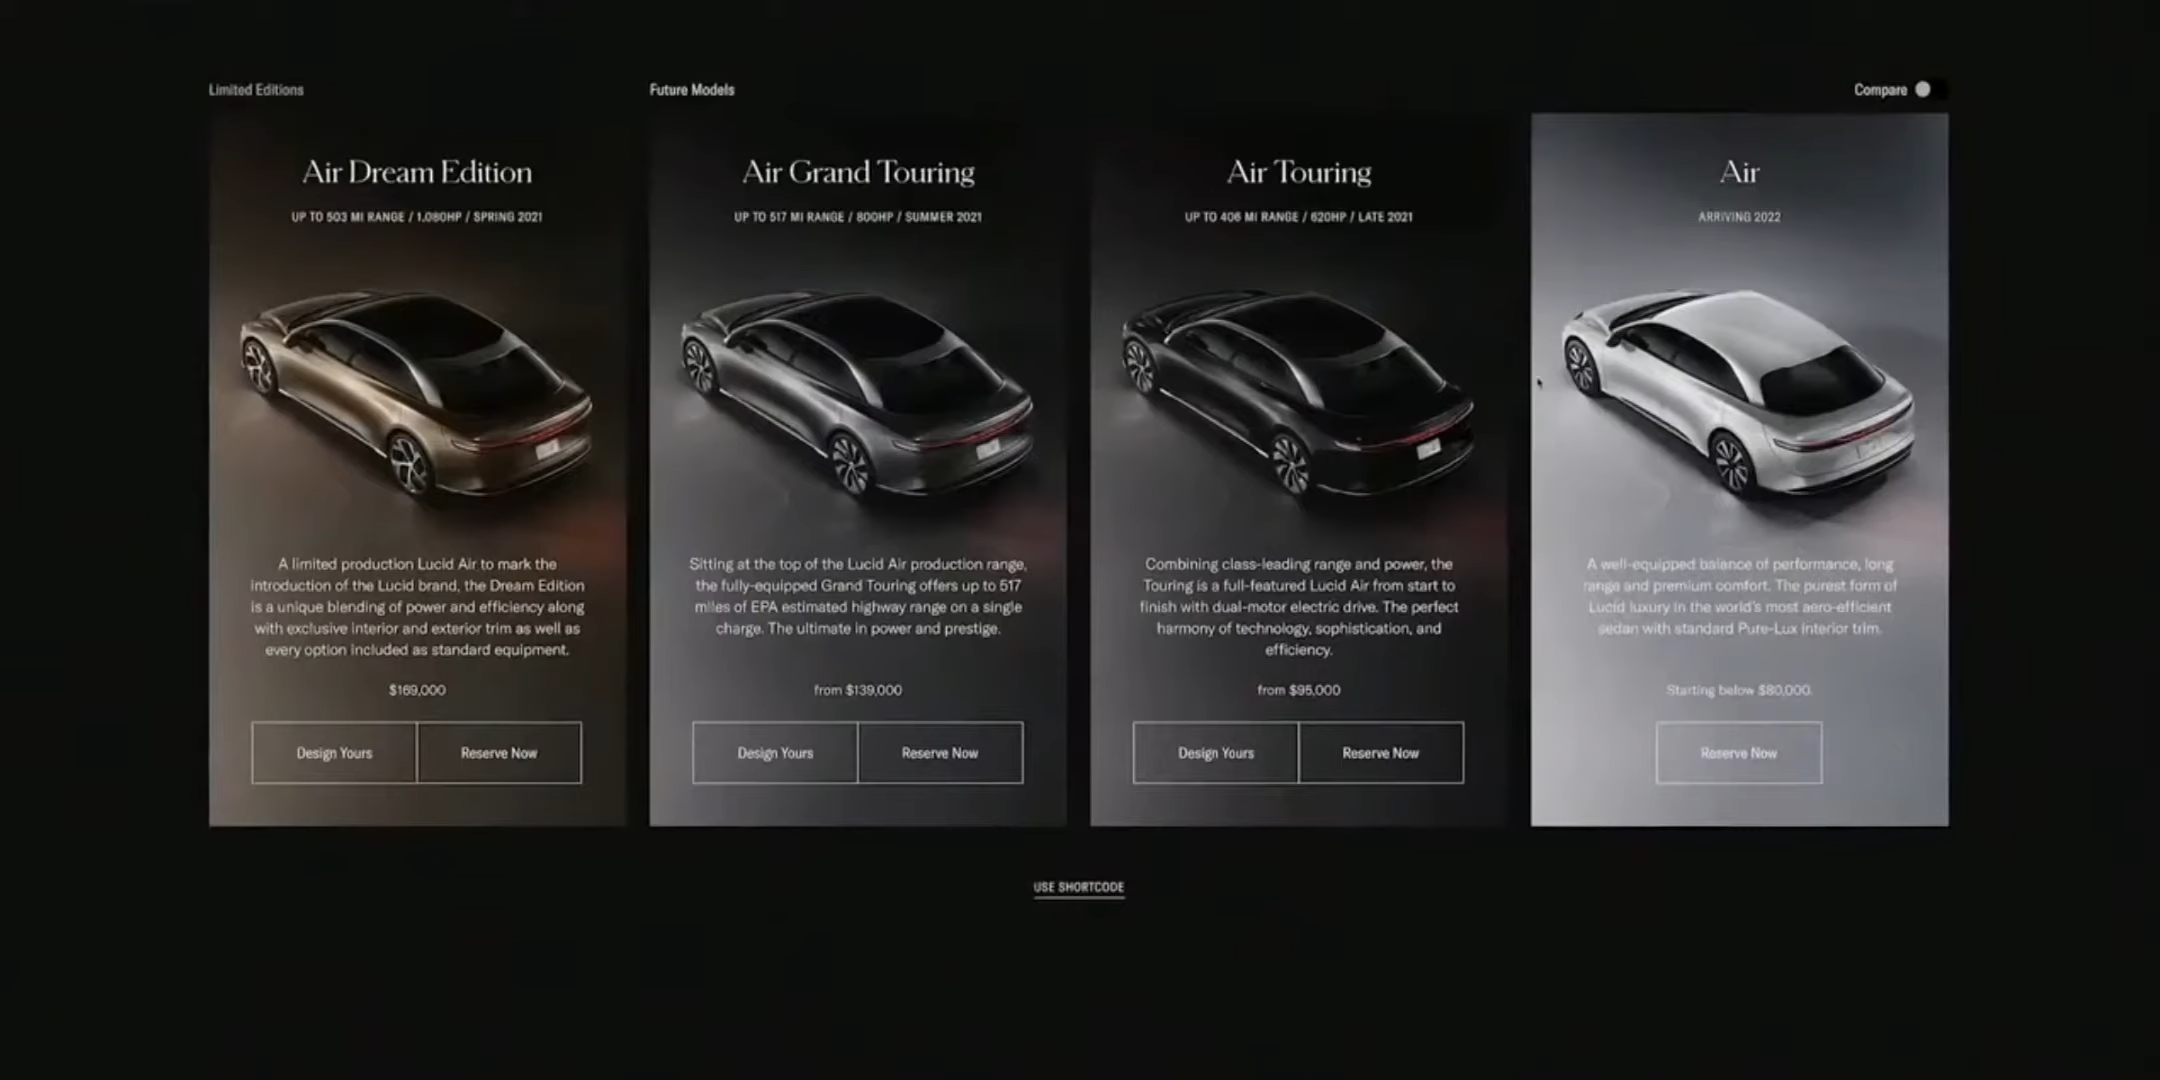 Limited Editions
Future Models
Compare
Air Dream Edition
UP TO 503 MI RANGE / 1,080HP / SPRING 2021
A limited production Lucid Air to mark the
introduction of the Lucid brand, the Dream Edition
is a unique blending of power and efficiency along
with exclusive interior and exterior trim as well as
every option included as standard equipment.
$169,000
Design Yours
Reserve Now
Air Grand Touring
UP TO 517 MI RANGE / 800HP / SUMMER 2021
Sitting at the top of the Lucid Air production range,
the fully-equipped Grand Touring offers up to 517
miles of EPA estimated highway range on a single
charge. The ultimate in power and prestige.
from $139,000
Design Yours
Reserve Now
Air Touring
UP TO 406 MI RANGE / 620HP / LATE 2021
Combining class-leading range and power, the
Touring is a full-featured Lucid Air from start to
finish with dual-motor electric drive. The perfect
harmony of technology, sophistication, and
efficiency.
from $95,000
Design Yours
Reserve Now
Air
ARRIVING 2022
A well-equipped balance of performance, long
range and premium comfort. The purest form of
Lucid luxury in the world's most aero-efficient
sedan with standard Pure-Lux interior trim.
Starting below $80,000.
Reserve Now
USE SHORTCODE